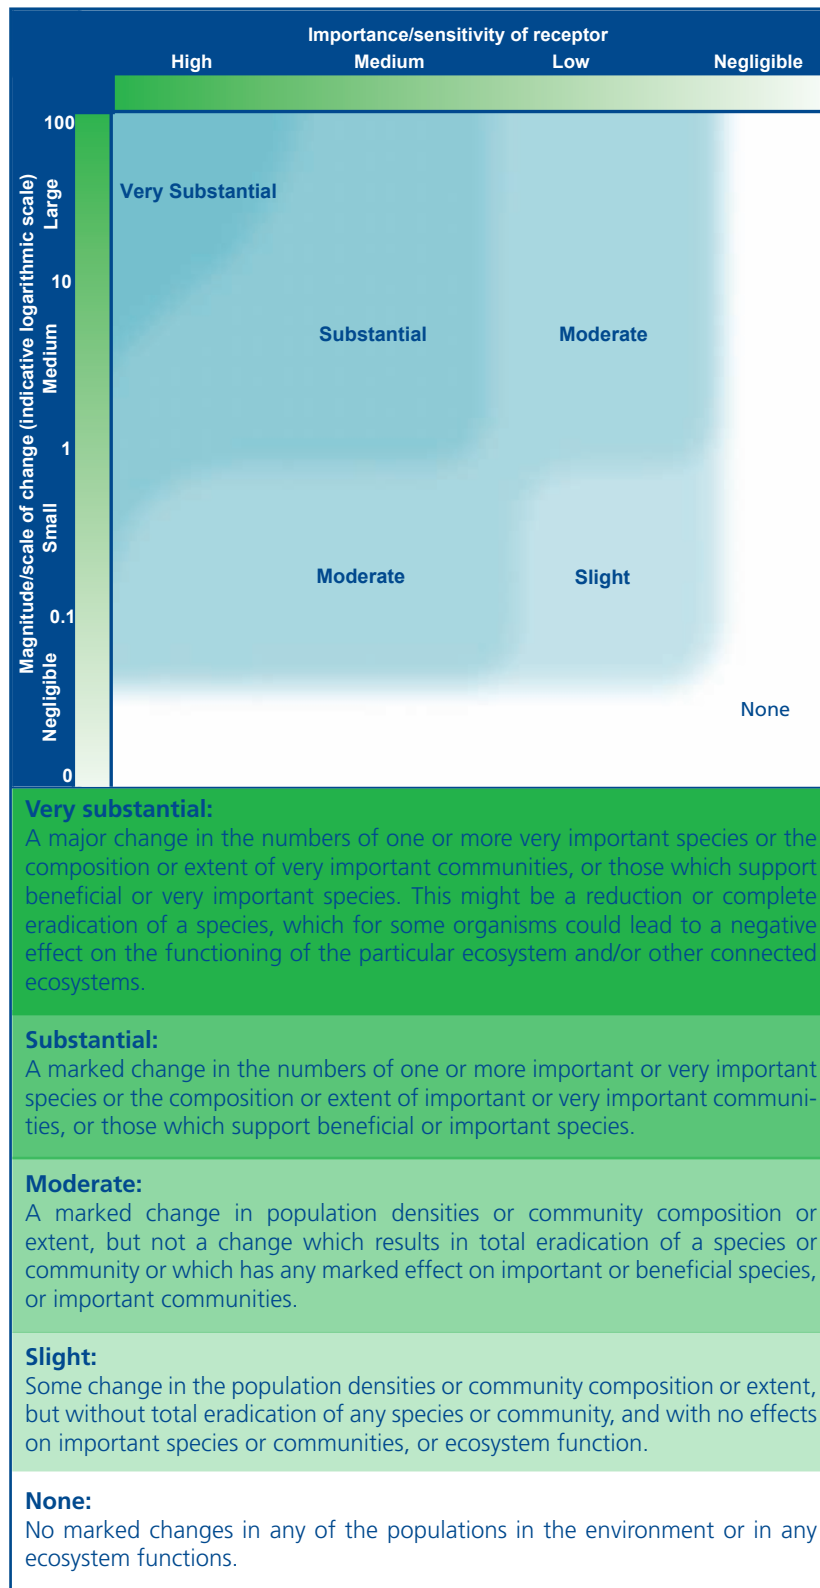 Importance/sensitivity of receptor
High Medium Low Negligible
Magnitude/scale of change (indicative logarithmic scale)
100
Large
10
Medium
1
Small
0.1
Negligible
0
Very Substantial
Substantial
Moderate
Moderate
Slight
None
Very substantial:
A major change in the numbers of one or more very important species or the
composition or extent of very important communities, or those which support
beneficial or very important species. This might be a reduction or complete
eradication of a species, which for some organisms could lead to a negative
effect on the functioning of the particular ecosystem and/or other connected
ecosystems.
Substantial:
A marked change in the numbers of one or more important or very important
species or the composition or extent of important or very important communi-
ties, or those which support beneficial or important species.
Moderate:
A marked change in population densities or community composition or
extent, but not a change which results in total eradication of a species or
community or which has any marked effect on important or beneficial species,
or important communities.
Slight:
Some change in the population densities or community composition or extent,
but without total eradication of any species or community, and with no effects
on important species or communities, or ecosystem function.
None:
No marked changes in any of the populations in the environment or in any
ecosystem functions.